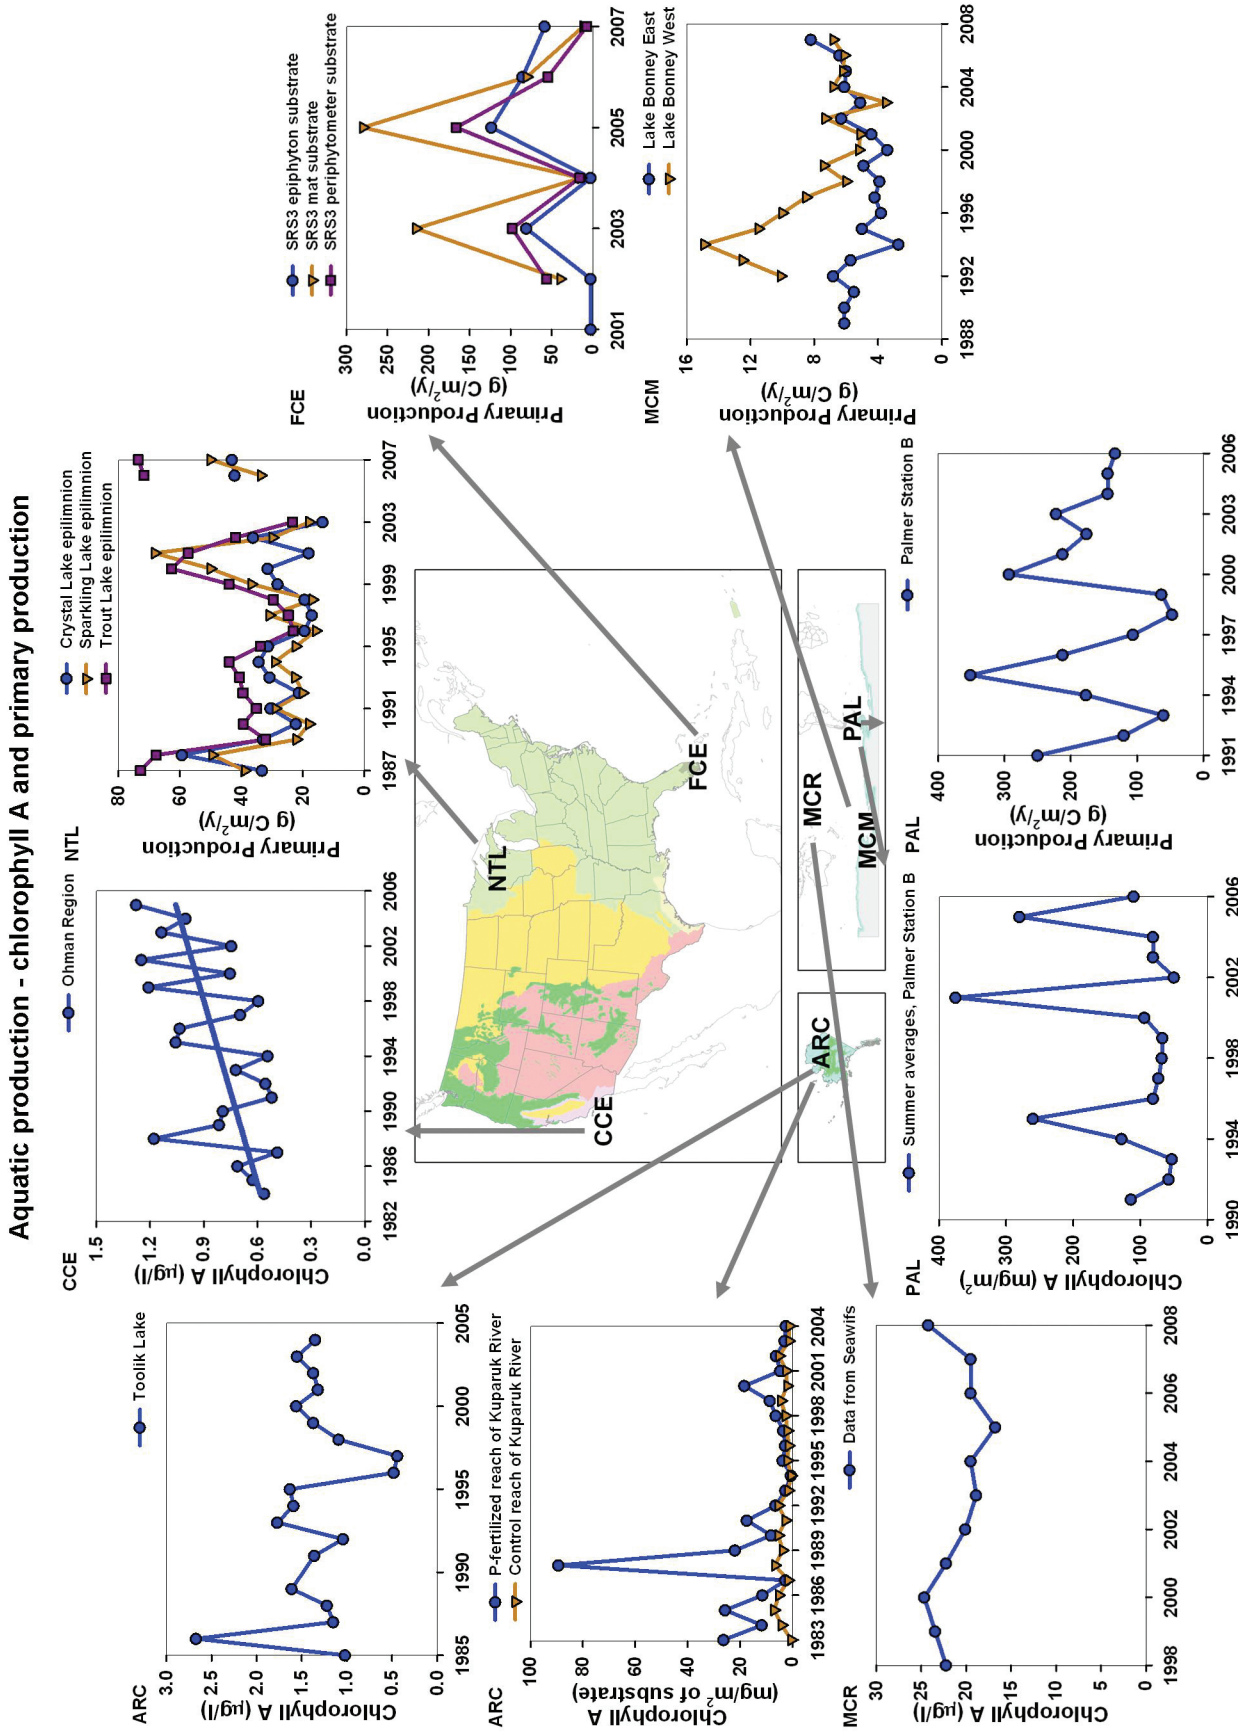 Aquatic production - chlorophyll A and primary production
ARC
Toolik Lake
Chlorophyll A (µg/l)
3.0
2.5
2.0
1.5
1.0
0.5
0.0
1985
1990
1995
2000
2005
CCE
Ohman Region
Chlorophyll A (µg/l)
1.5
1.2
0.9
0.6
0.3
0.0
1982
1986
1990
1994
1998
2002
2006
NTL
Crystal Lake epilimnion
Sparkling Lake epilimnion
Trout Lake epilimnion
Primary Production
(g C/m²/y)
80
60
40
20
0
1987
1991
1995
1999
2003
2007
FCE
SRS3 epiphyton substrate
SRS3 mat substrate
SRS3 periphytometer substrate
Primary Production
(g C/m²/y)
300
250
200
150
100
50
0
2001
2003
2005
2007
ARC
P-fertilized reach of Kuparuk River
Control reach of Kuparuk River
Chlorophyll A
(mg/m² of substrate)
100
80
60
40
20
0
1983
1986
1989
1992
1995
1998
2001
2004
CCE
NTL
FCE
ARC
MCR
MCM
PAL
MCM
Lake Bonney East
Lake Bonney West
Primary Production
(g C/m²/y)
16
12
8
4
0
1988
1992
1996
2000
2004
2008
MCR
Data from Seawifs
Chlorophyll A (µg/l)
30
25
20
15
10
5
0
1998
2000
2002
2004
2006
2008
PAL
Summer averages, Palmer Station B
Chlorophyll A (mg/m²)
400
300
200
100
0
1990
1994
1998
2002
2006
PAL
Palmer Station B
Primary Production
(g C/m²/y)
400
300
200
100
0
1991
1994
1997
2000
2003
2006